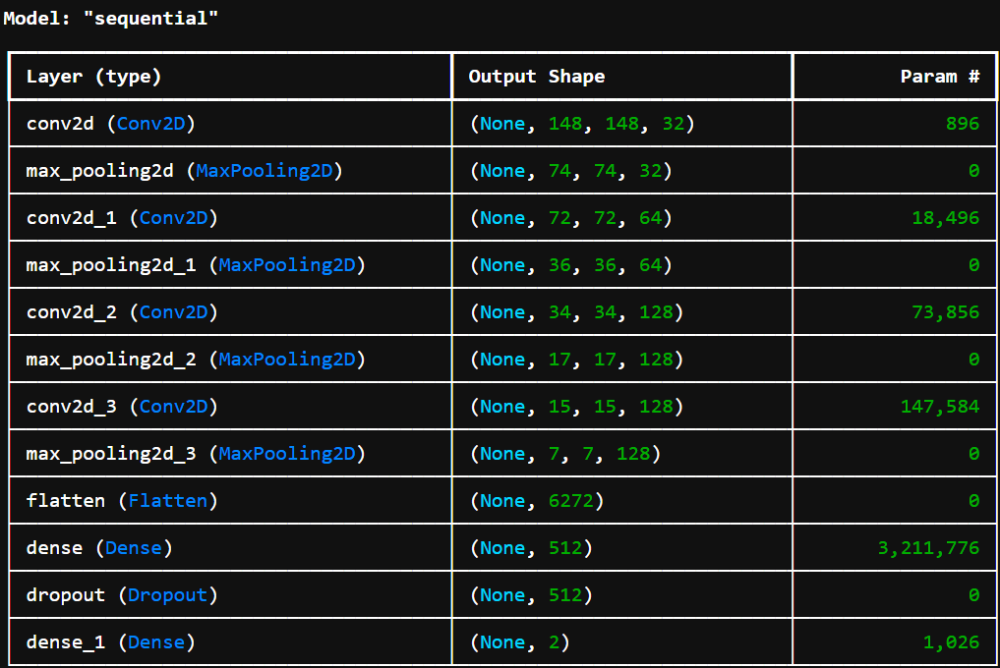 Model: "sequential"
Layer (type) Output Shape Param #
conv2d (Conv2D) (None, 148, 148, 32) 896
max_pooling2d (MaxPooling2D) (None, 74, 74, 32) 0
conv2d_1 (Conv2D) (None, 72, 72, 64) 18,496
max_pooling2d_1 (MaxPooling2D) (None, 36, 36, 64) 0
conv2d_2 (Conv2D) (None, 34, 34, 128) 73,856
max_pooling2d_2 (MaxPooling2D) (None, 17, 17, 128) 0
conv2d_3 (Conv2D) (None, 15, 15, 128) 147,584
max_pooling2d_3 (MaxPooling2D) (None, 7, 7, 128) 0
flatten (Flatten) (None, 6272) 0
dense (Dense) (None, 512) 3,211,776
dropout (Dropout) (None, 512) 0
dense_1 (Dense) (None, 2) 1,026